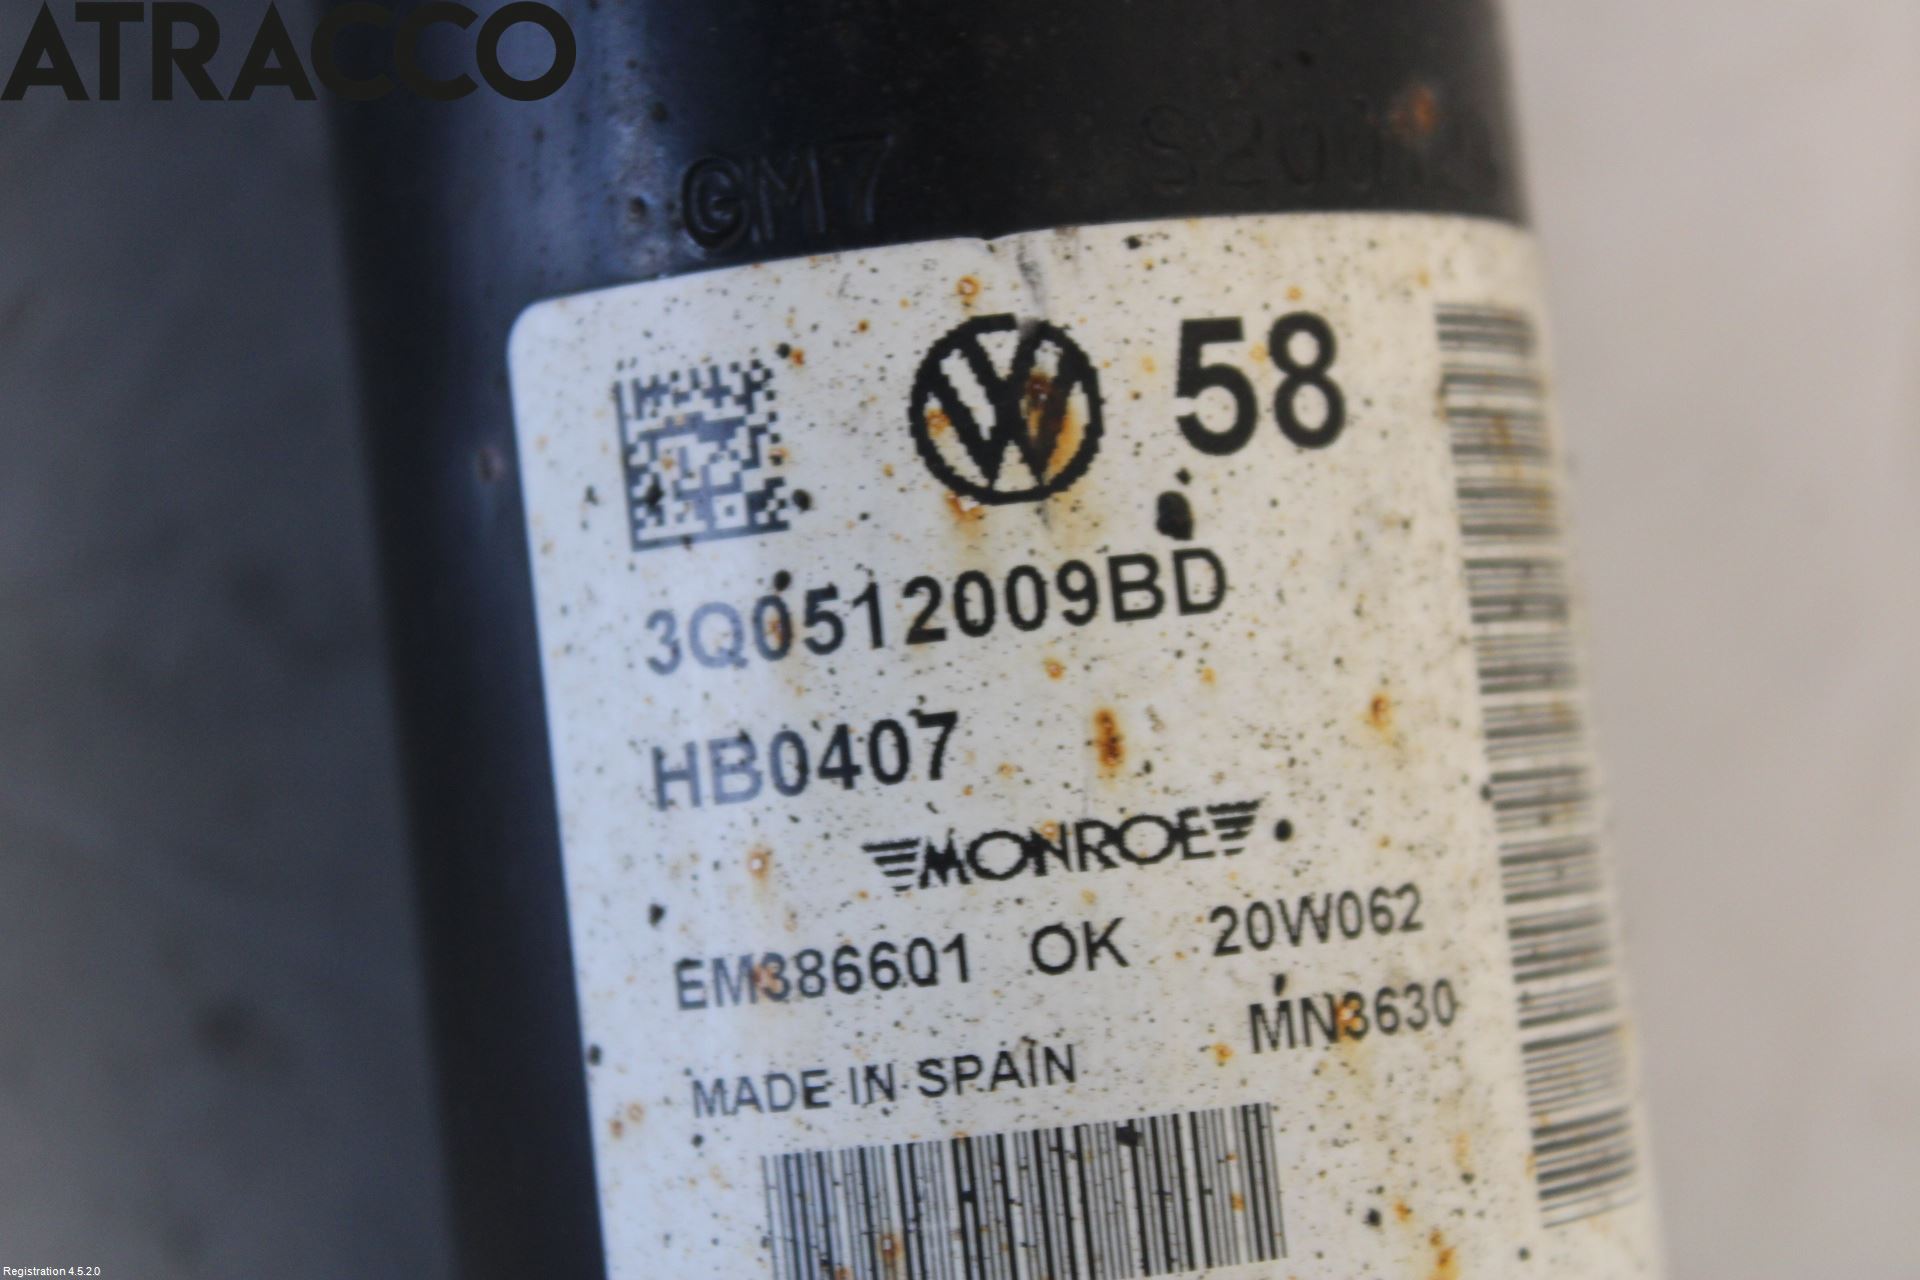 ATRACCO
GM7
58
3Q0512009BD
HB0407
MONROE
EM386601 OK 20W062
MN3630
MADE IN SPAIN
Registration 4.5.2.0